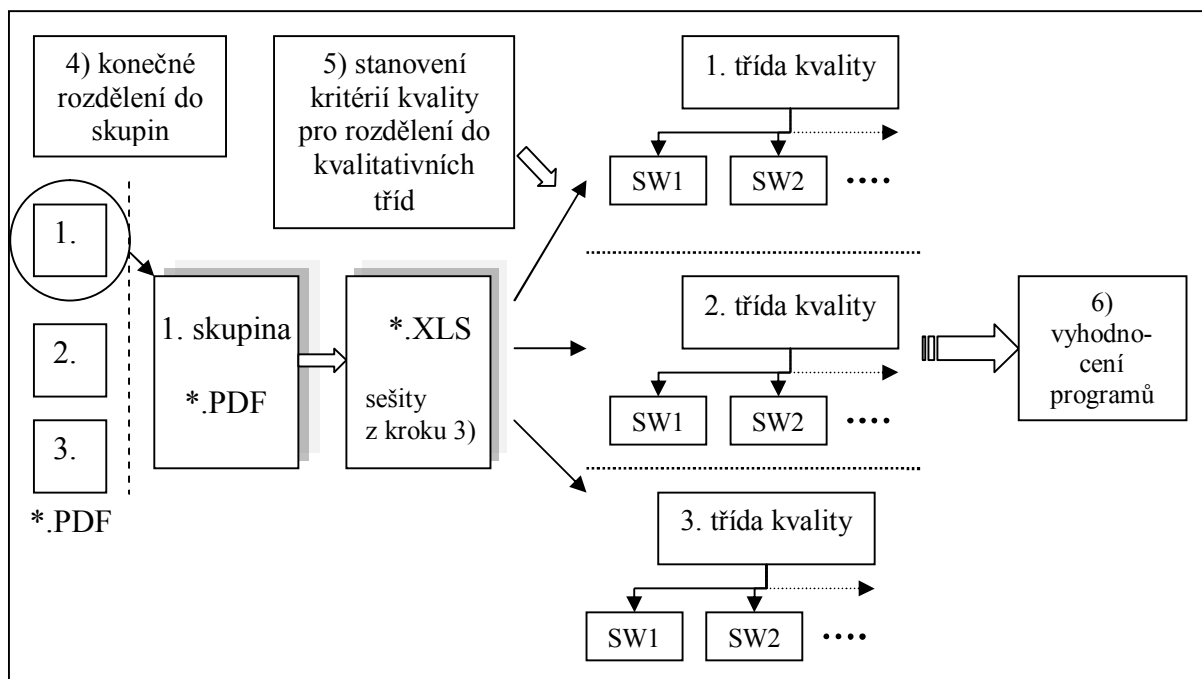 4) konečné
rozdělení do
skupin
5) stanovení
kritérií kvality
pro rozdělení do
kvalitativních
tříd
1. třída kvality
SW1
SW2
....
1.
2.
3.
*.PDF
1. skupina
*.PDF
*.XLS
sešity
z kroku 3)
2. třída kvality
SW1
SW2
....
6)
vyhodno-
cení
programů
3. třída kvality
SW1
SW2
....